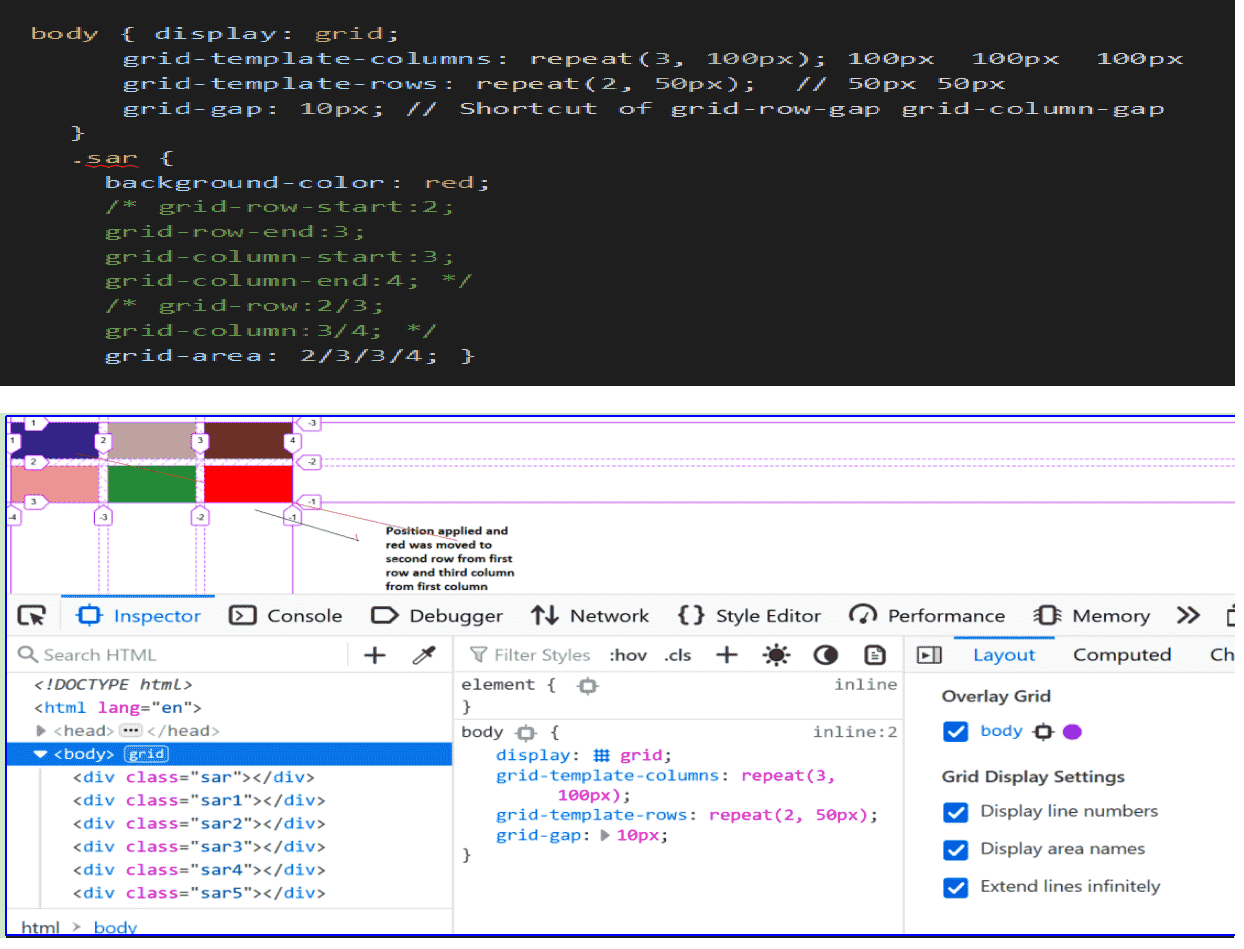 body { display: grid;
grid-template-columns: repeat(3, 100px); 100px 100px 100px
grid-template-rows: repeat(2, 50px); // 50px 50px
grid-gap: 10px; // Shortcut of grid-row-gap grid-column-gap
}
.sar {
background-color: red;
/* grid-row-start:2;
grid-row-end:3;
grid-column-start:3;
grid-column-end:4; */
/* grid-row:2/3;
grid-column:3/4; */
grid-area: 2/3/3/4; }
1 -3
1 2 3 4
2 -2
3 -1
-4 -3 -2 -1
Position applied and
red was moved to
second row from first
row and third column
from first column
Inspector Console Debugger Network Style Editor Performance Memory
Search HTML
Filter Styles :hov .cls
Layout Computed Ch
<!DOCTYPE html>
<html lang="en">
<head> ••• </head>
<body> grid
<div class="sar"></div>
<div class="sar1"></div>
<div class="sar2"></div>
<div class="sar3"></div>
<div class="sar4"></div>
<div class="sar5"></div>
html > body
element { inline
}
body { inline:2
display: grid;
grid-template-columns: repeat(3,
100px);
grid-template-rows: repeat(2, 50px);
grid-gap: 10px;
}
Overlay Grid
body
Grid Display Settings
Display line numbers
Display area names
Extend lines infinitely